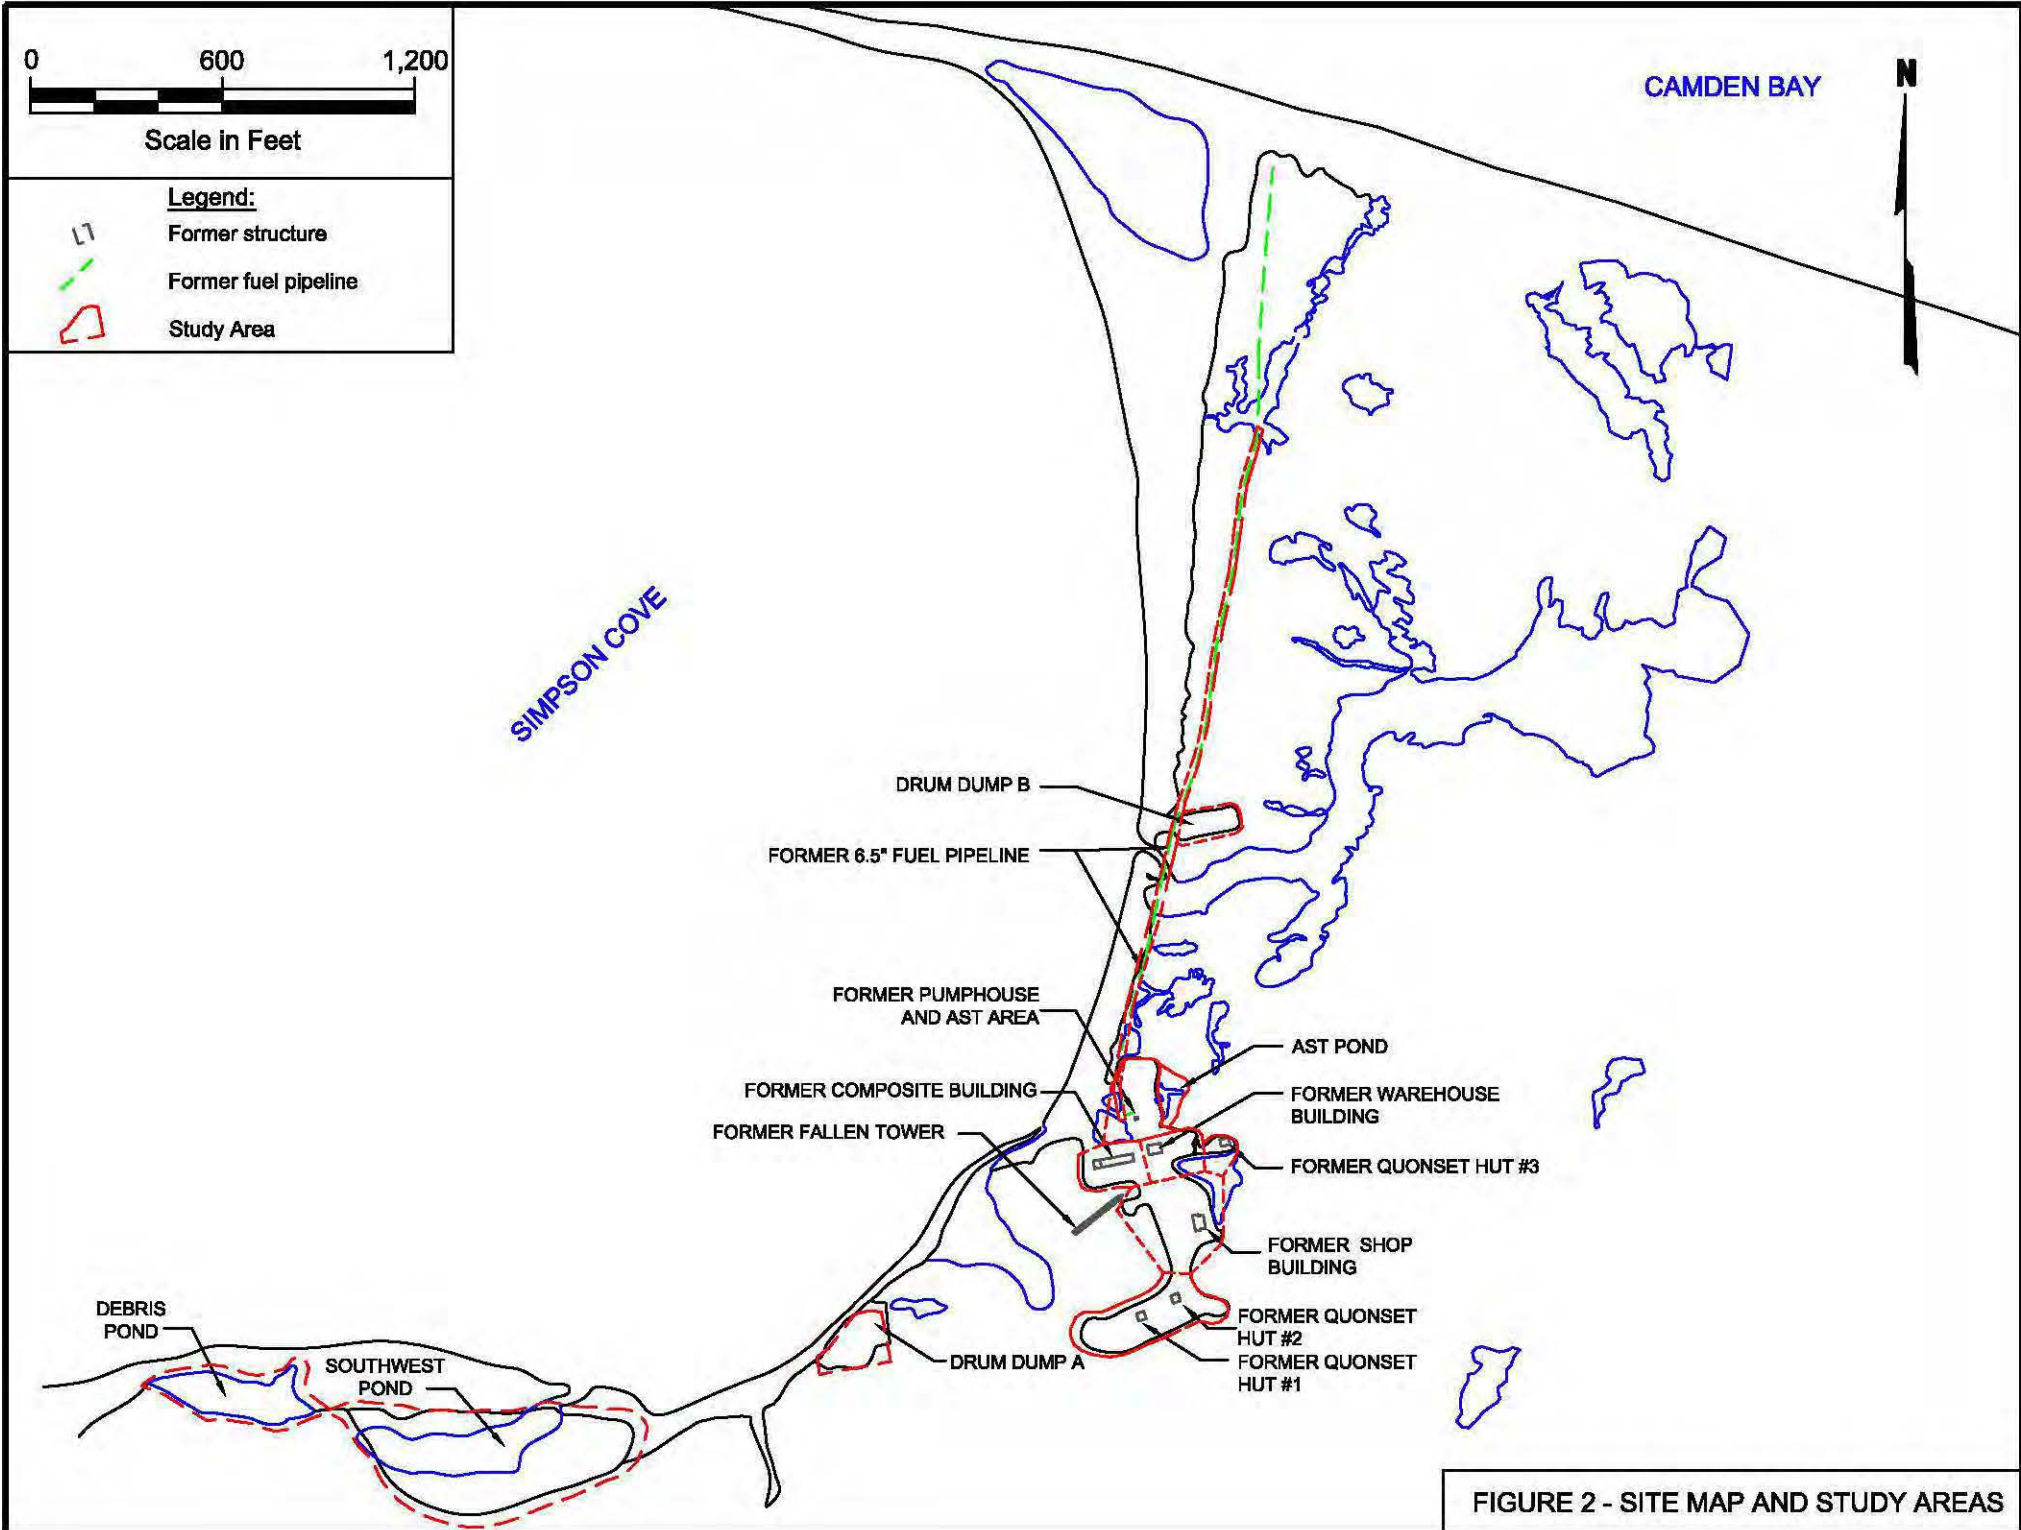 0 600 1,200
Scale in Feet
Legend:
Former structure
Former fuel pipeline
Study Area
CAMDEN BAY
N
SIMPSON COVE
DRUM DUMP B
FORMER 6.5" FUEL PIPELINE
FORMER PUMPHOUSE
AND AST AREA
AST POND
FORMER COMPOSITE BUILDING
FORMER WAREHOUSE
BUILDING
FORMER FALLEN TOWER
FORMER QUONSET HUT #3
FORMER SHOP
BUILDING
DEBRIS
POND
SOUTHWEST
POND
DRUM DUMP A
FORMER QUONSET
HUT #2
FORMER QUONSET
HUT #1
FIGURE 2 - SITE MAP AND STUDY AREAS